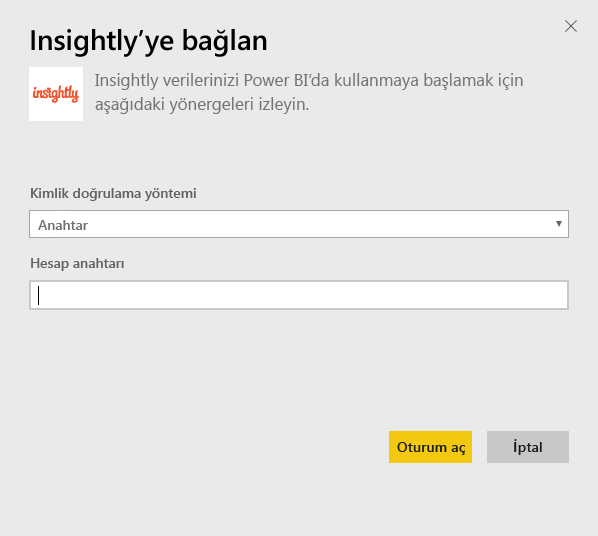 Insightly’ye bağlan
insightly
Insightly verilerinizi Power BI’da kullanmaya başlamak için
aşağıdaki yönergeleri izleyin.
Kimlik doğrulama yöntemi
Anahtar
Hesap anahtarı
Oturum aç
İptal